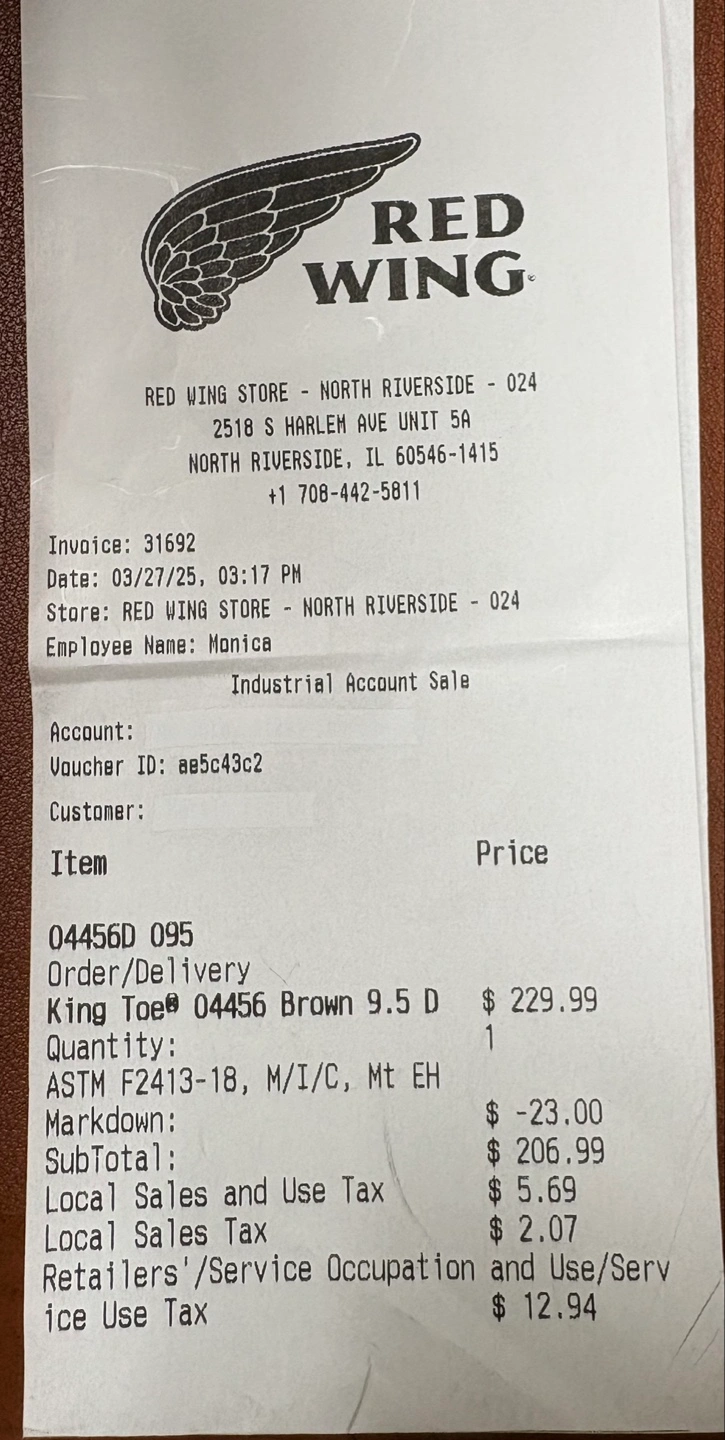 RED
WING
RED WING STORE - NORTH RIVERSIDE - 024
2518 S HARLEM AVE UNIT 5A
NORTH RIVERSIDE, IL 60546-1415
+1 708-442-5811
Invoice: 31692
Date: 03/27/25, 03:17 PM
Store: RED WING STORE - NORTH RIVERSIDE - 024
Employee Name: Monica
Industrial Account Sale
Account:
Voucher ID: ae5c43c2
Customer:
Item Price
04456D 095
Order/Delivery
King Toe® 04456 Brown 9.5 D $ 229.99
Quantity: 1
ASTM F2413-18, M/I/C, Mt EH
Markdown: $ -23.00
SubTotal: $ 206.99
Local Sales and Use Tax $ 5.69
Local Sales Tax $ 2.07
Retailers'/Service Occupation and Use/Serv
ice Use Tax $ 12.94